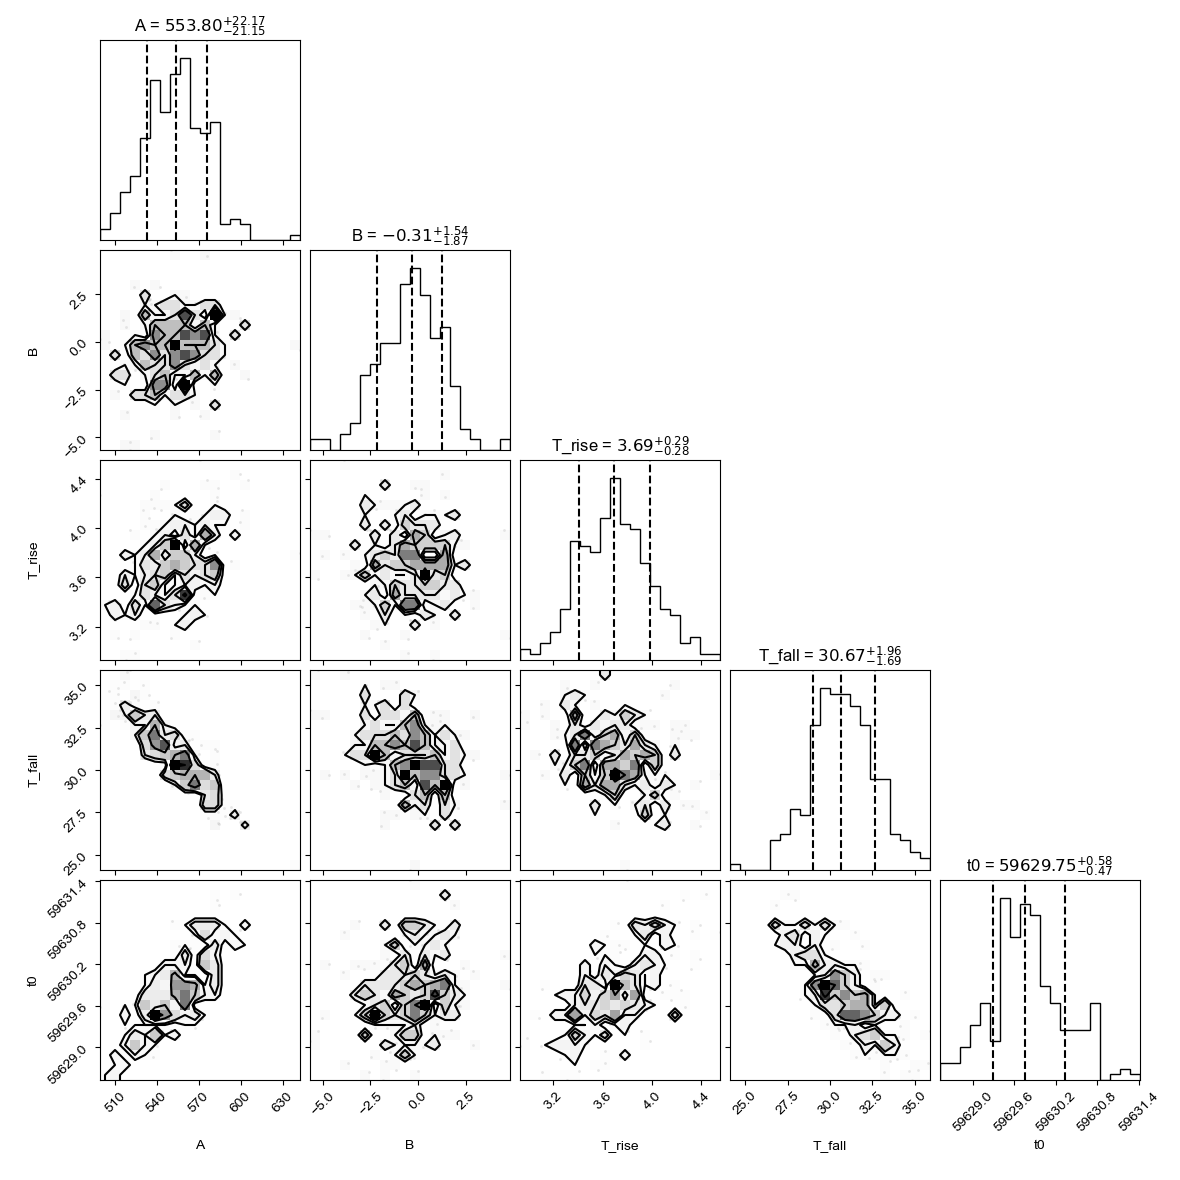 A = 553.80+22.17−21.15
B = −0.31+1.54−1.87
2.5
0.0
−2.5
−5.0
B
T_rise = 3.69+0.29−0.28
4.4
4.0
3.6
3.2
T_rise
T_fall = 30.67+1.96−1.69
35.0
32.5
30.0
27.5
25.0
T_fall
t0 = 59629.75+0.58−0.47
59631.4
59630.8
59630.2
59629.6
59629.0
t0
510 540 570 600 630
−5.0 −2.5 0.0 2.5
3.2 3.6 4.0 4.4
25.0 27.5 30.0 32.5 35.0
59629.0 59629.6 59630.2 59630.8 59631.4
A B T_rise T_fall t0